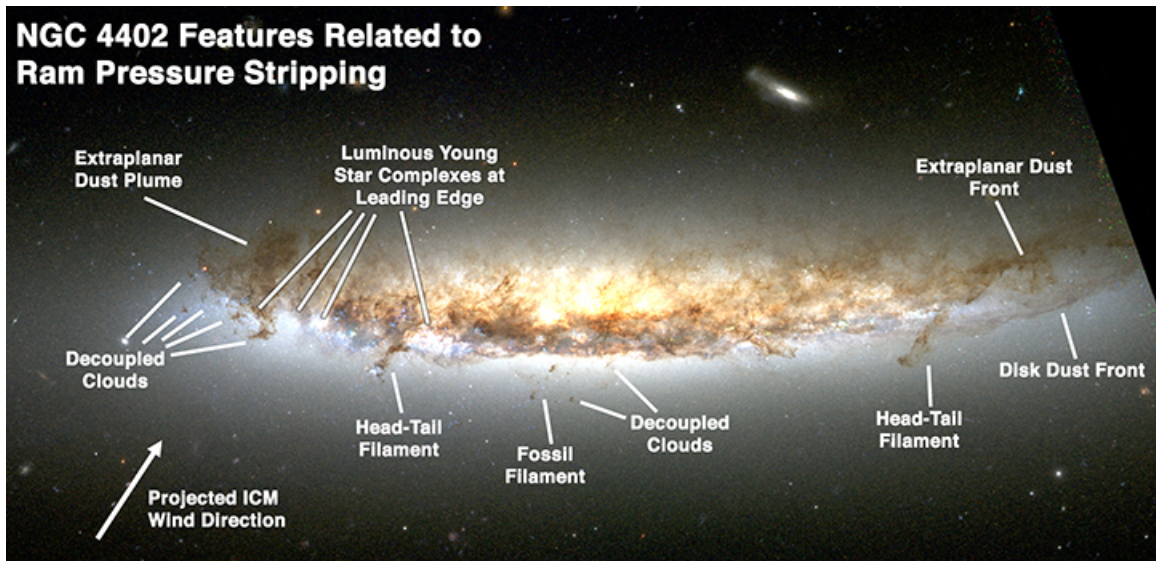 NGC 4402 Features Related to
Ram Pressure Stripping
Extraplanar
Dust Plume
Luminous Young
Star Complexes at
Leading Edge
Extraplanar Dust
Front
Decoupled
Clouds
Head-Tail
Filament
Fossil
Filament
Decoupled
Clouds
Head-Tail
Filament
Disk Dust Front
Projected ICM
Wind Direction